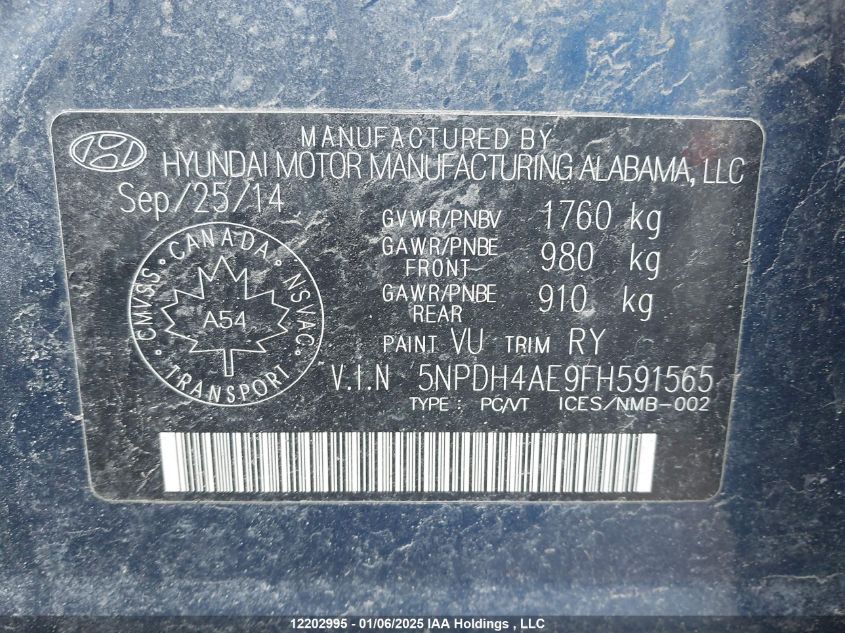 MANUFACTURED BY
HYUNDAI MOTOR MANUFACTURING ALABAMA, LLC
Sep/25/14
GVWR/PNBV 1760 kg
GAWR/PNBE FRONT 980 kg
GAWR/PNBE REAR 910 kg
CMVSS • CANADA • NSVAC • TRANSPORT •
A54
PAINT VU TRIM RY
V.I.N 5NPDH4AE9FH591565
TYPE : PC/VT ICES/NMB-002
12202995 - 01/06/2025 IAA Holdings , LLC